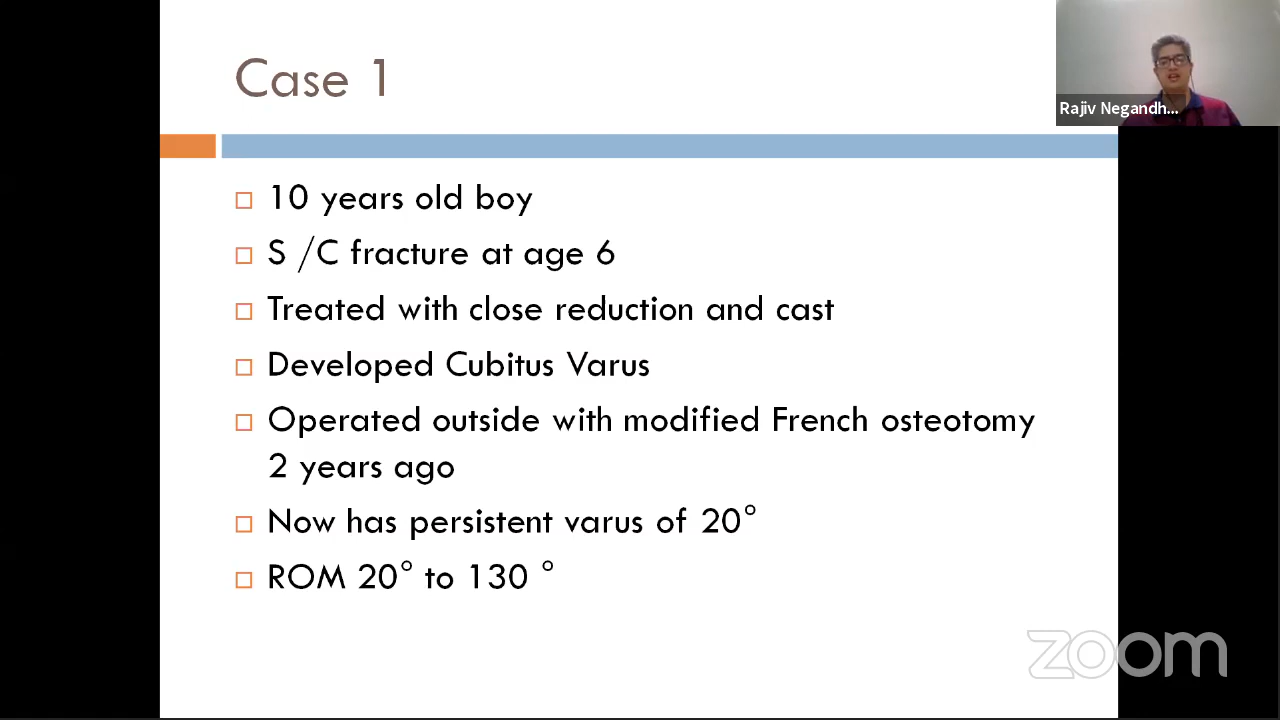 Case 1
Rajiv Negandh...
10 years old boy
S /C fracture at age 6
Treated with close reduction and cast
Developed Cubitus Varus
Operated outside with modified French osteotomy
2 years ago
Now has persistent varus of 20°
ROM 20° to 130 °
zoom